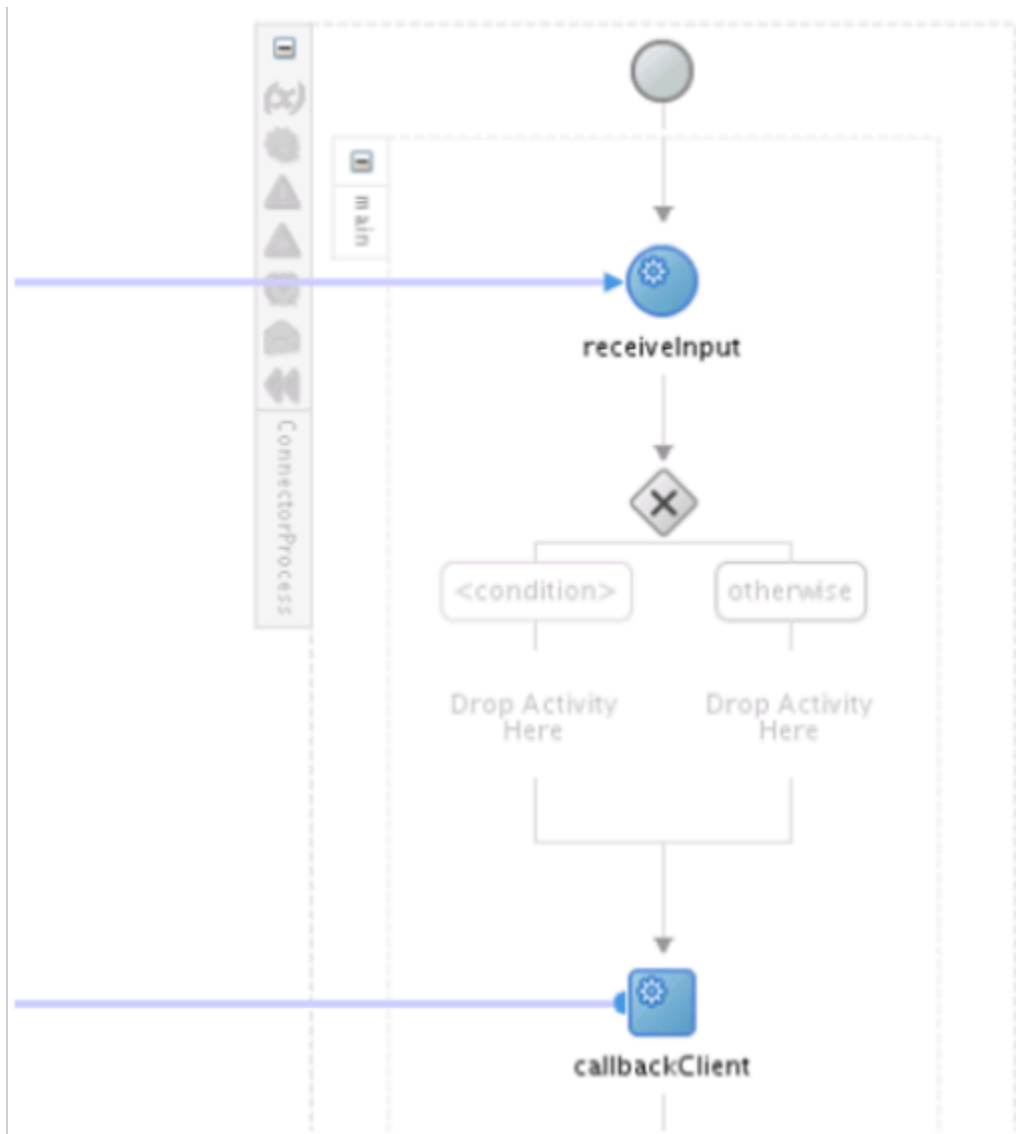 main
receiveInput
ConnectorProcess
<condition>
otherwise
Drop Activity
Here
Drop Activity
Here
callbackClient